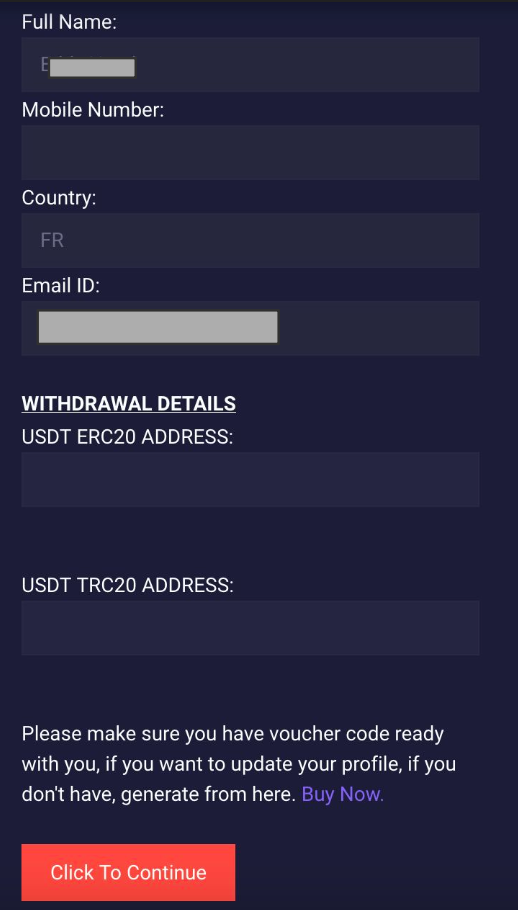 Full Name:
Mobile Number:
Country:
FR
Email ID:
WITHDRAWAL DETAILS
USDT ERC20 ADDRESS:
USDT TRC20 ADDRESS:
Please make sure you have voucher code ready
with you, if you want to update your profile, if you
don't have, generate from here. Buy Now.
Click To Continue